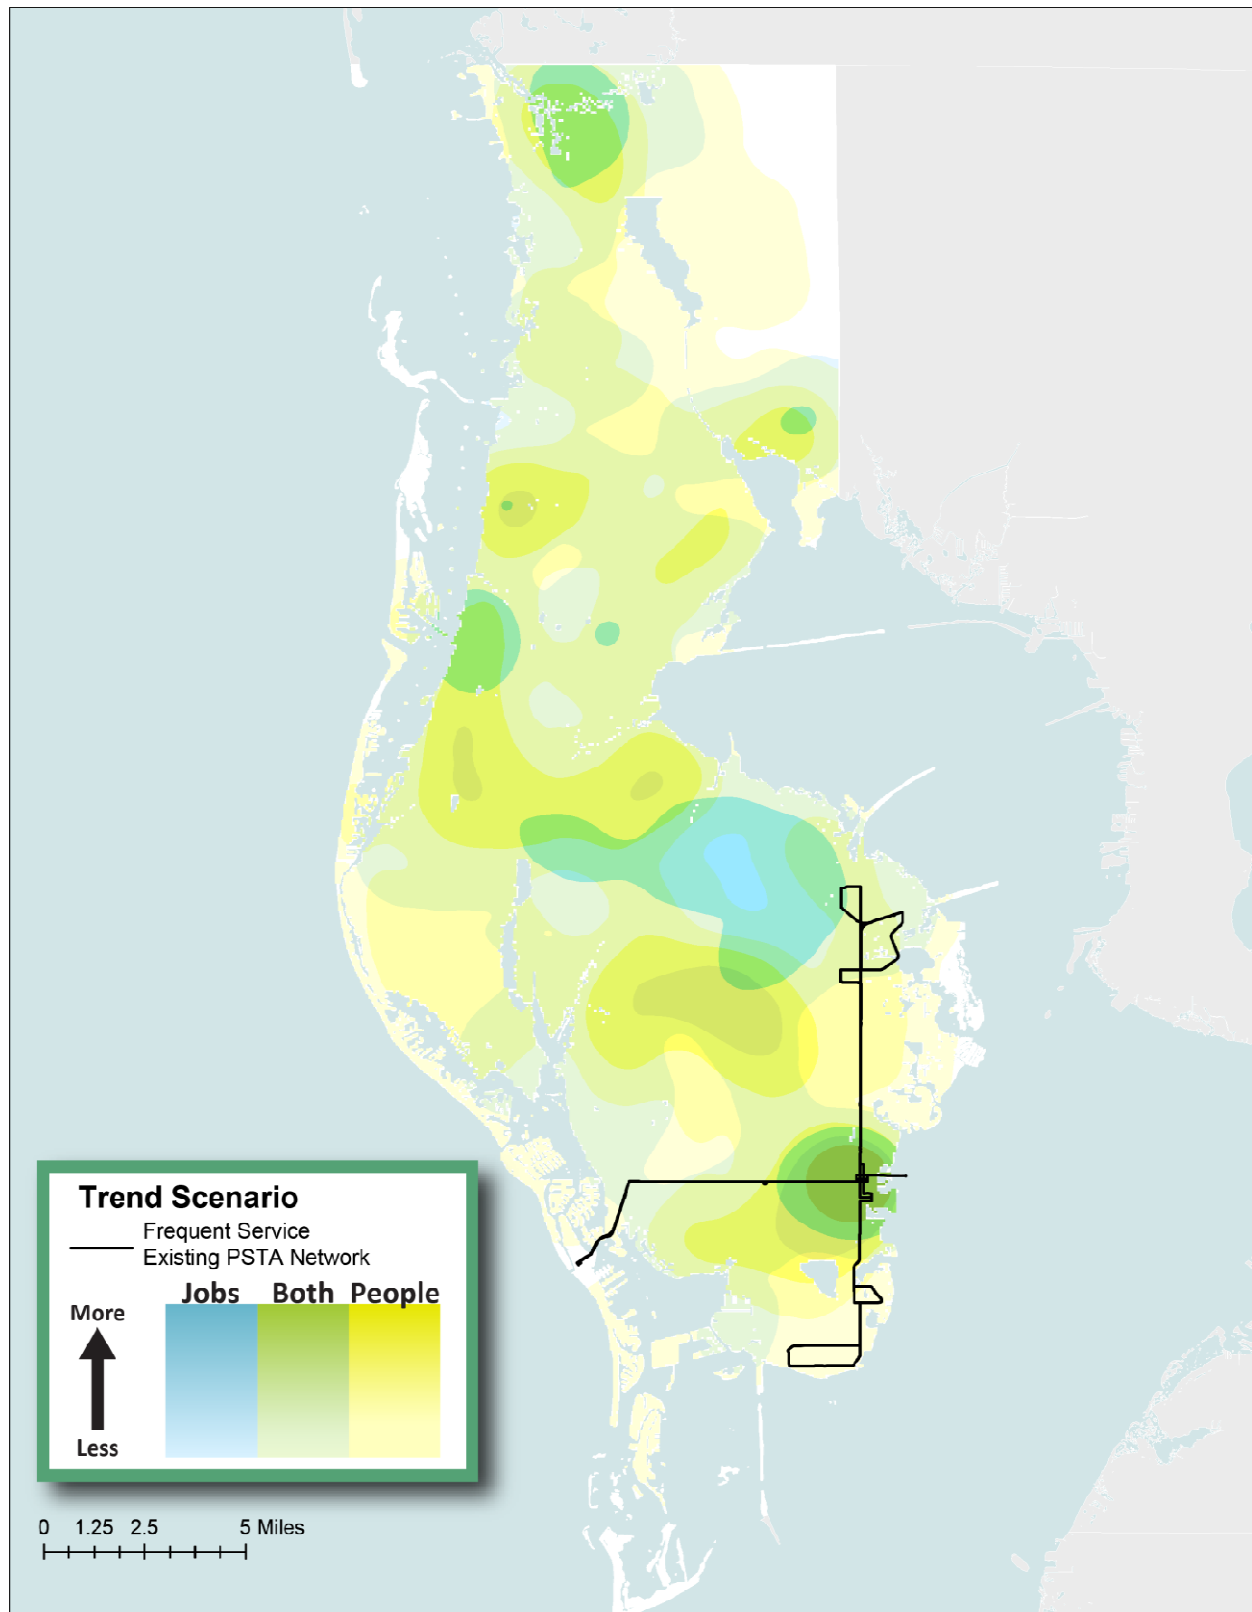 Trend Scenario
Frequent Service
Existing PSTA Network
Jobs Both People
More
Less
0 1.25 2.5 5 Miles